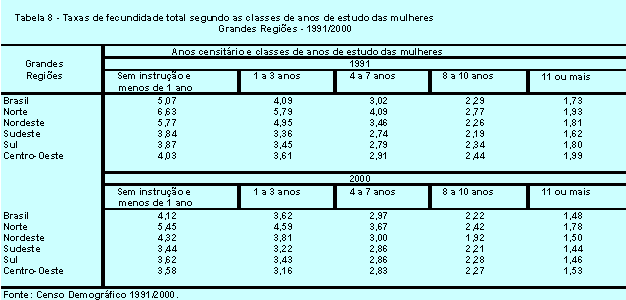 Tabela 8 - Taxas de fecundidade total segundo as classes de anos de estudo das mulheres
Grandes Regiões - 1991/2000
Grandes Regiões
Anos censitário e classes de anos de estudo das mulheres
1991
Sem instrução e menos de 1 ano 1 a 3 anos 4 a 7 anos 8 a 10 anos 11 ou mais
Brasil 5,07 4,09 3,02 2,29 1,73
Norte 6,63 5,79 4,09 2,77 1,93
Nordeste 5,77 4,95 3,46 2,26 1,81
Sudeste 3,84 3,36 2,74 2,19 1,62
Sul 3,87 3,45 2,79 2,34 1,80
Centro-Oeste 4,03 3,61 2,91 2,44 1,99
2000
Sem instrução e menos de 1 ano 1 a 3 anos 4 a 7 anos 8 a 10 anos 11 ou mais
Brasil 4,12 3,62 2,97 2,22 1,48
Norte 5,45 4,59 3,67 2,42 1,78
Nordeste 4,32 3,81 3,00 1,92 1,50
Sudeste 3,44 3,22 2,86 2,21 1,44
Sul 3,62 3,43 2,86 2,28 1,46
Centro-Oeste 3,58 3,16 2,83 2,27 1,53
Fonte: Censo Demográfico 1991/2000.